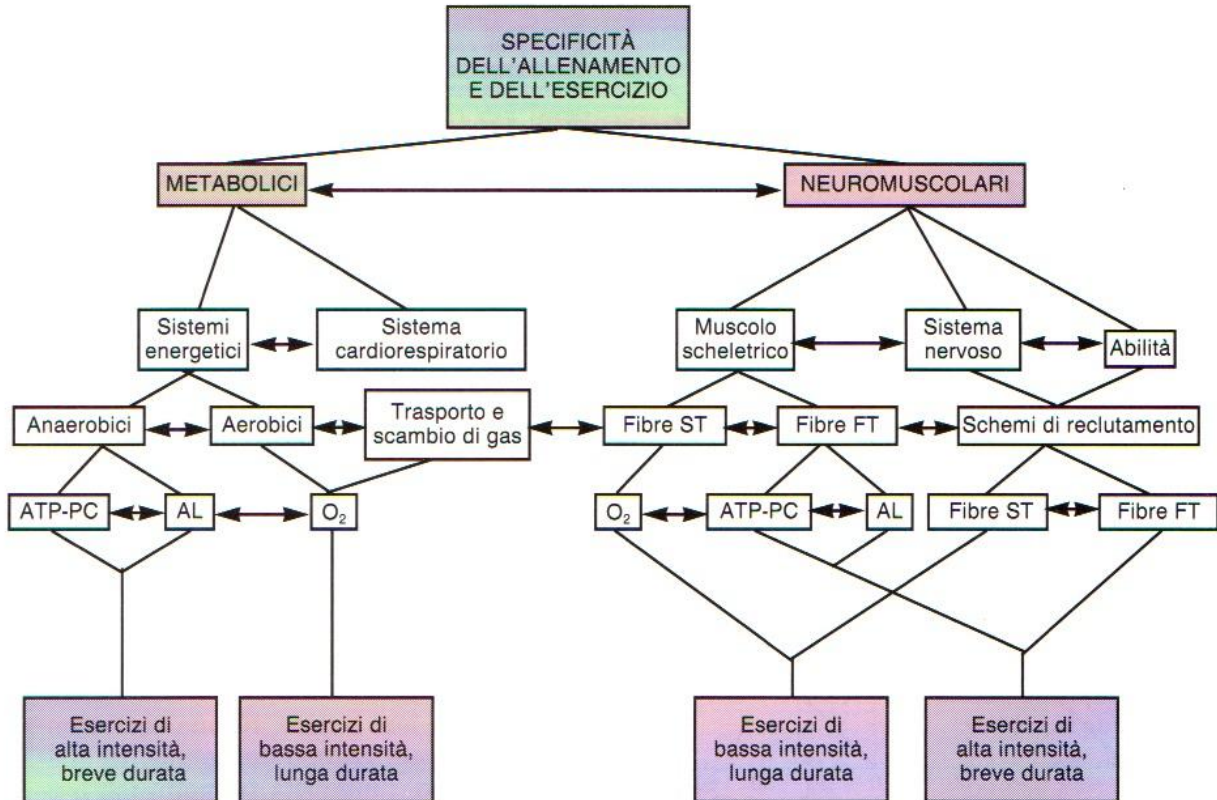 SPECIFICITÀ
DELL'ALLENAMENTO
E DELL'ESERCIZIO
METABOLICI
NEUROMUSCOLARI
Sistemi
energetici
Sistema
cardiorespiratorio
Muscolo
scheletrico
Sistema
nervoso
Abilità
Anaerobici
Aerobici
Trasporto e
scambio di gas
Fibre ST
Fibre FT
Schemi di reclutamento
ATP-PC
AL
O₂
O₂
ATP-PC
AL
Fibre ST
Fibre FT
Esercizi di
alta intensità,
breve durata
Esercizi di
bassa intensità,
lunga durata
Esercizi di
bassa intensità,
lunga durata
Esercizi di
alta intensità,
breve durata